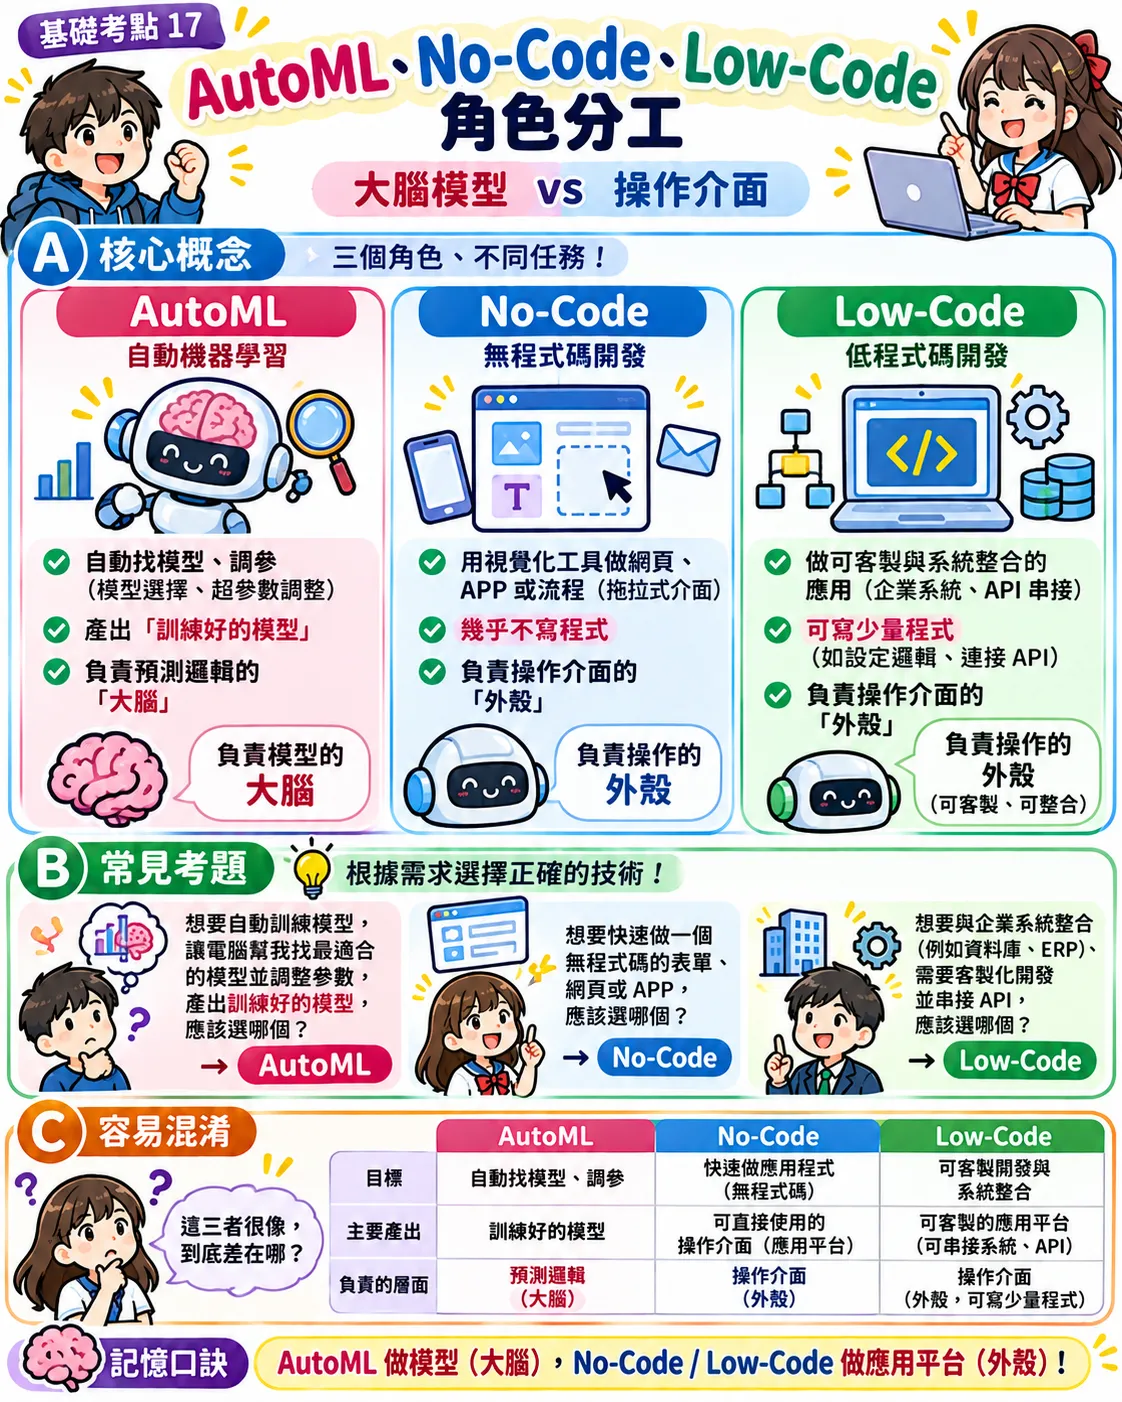 基礎考點 17
AutoML、No-Code、Low-Code
角色分工
大腦模型 vs 操作介面
A 核心概念
三個角色、不同任務！
AutoML
自動機器學習
自動找模型、調參
（模型選擇、超參數調整）
產出「訓練好的模型」
負責預測邏輯的
「大腦」
負責模型的
大腦
No-Code
無程式碼開發
T
用視覺化工具做網頁、
APP 或流程（拖拉式介面）
幾乎不寫程式
負責操作介面的
「外殼」
負責操作的
外殼
Low-Code
低程式碼開發
</>
做可客製與系統整合的
應用（企業系統、API 串接）
可寫少量程式
（如設定邏輯、連接 API）
負責操作介面的
「外殼」
負責操作的
外殼
（可客製、可整合）
B 常見考題
根據需求選擇正確的技術！
?
想要自動訓練模型，
讓電腦幫我找最適合
的模型並調整參數，
產出訓練好的模型，
應該選哪個？
→ AutoML
想要快速做一個
無程式碼的表單、
網頁或 APP，
應該選哪個？
→ No-Code
想要與企業系統整合
（例如資料庫、ERP）、
需要客製化開發
並串接 API，
應該選哪個？
→ Low-Code
C 容易混淆
? ?
這三者很像，
到底差在哪？
AutoML No-Code Low-Code
目標 自動找模型、調參 快速做應用程式 可客製開發與
（無程式碼） 系統整合
主要產出 訓練好的模型 可直接使用的 可客製的應用平台
操作介面（應用平台） （可串接系統、API）
負責的層面 預測邏輯 操作介面 操作介面
（大腦） （外殼） （外殼，可寫少量程式）
記憶口訣
AutoML 做模型（大腦），No-Code / Low-Code 做應用平台（外殼）！